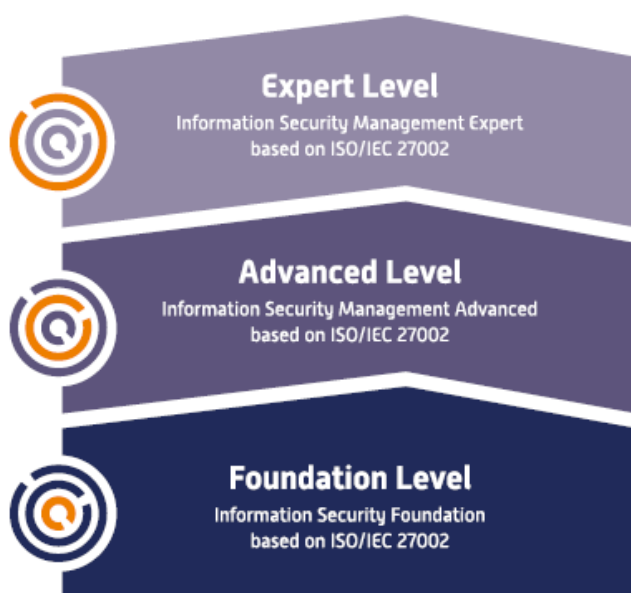 Expert Level
Information Security Management Expert
based on ISO/IEC 27002
Advanced Level
Information Security Management Advanced
based on ISO/IEC 27002
Foundation Level
Information Security Foundation
based on ISO/IEC 27002